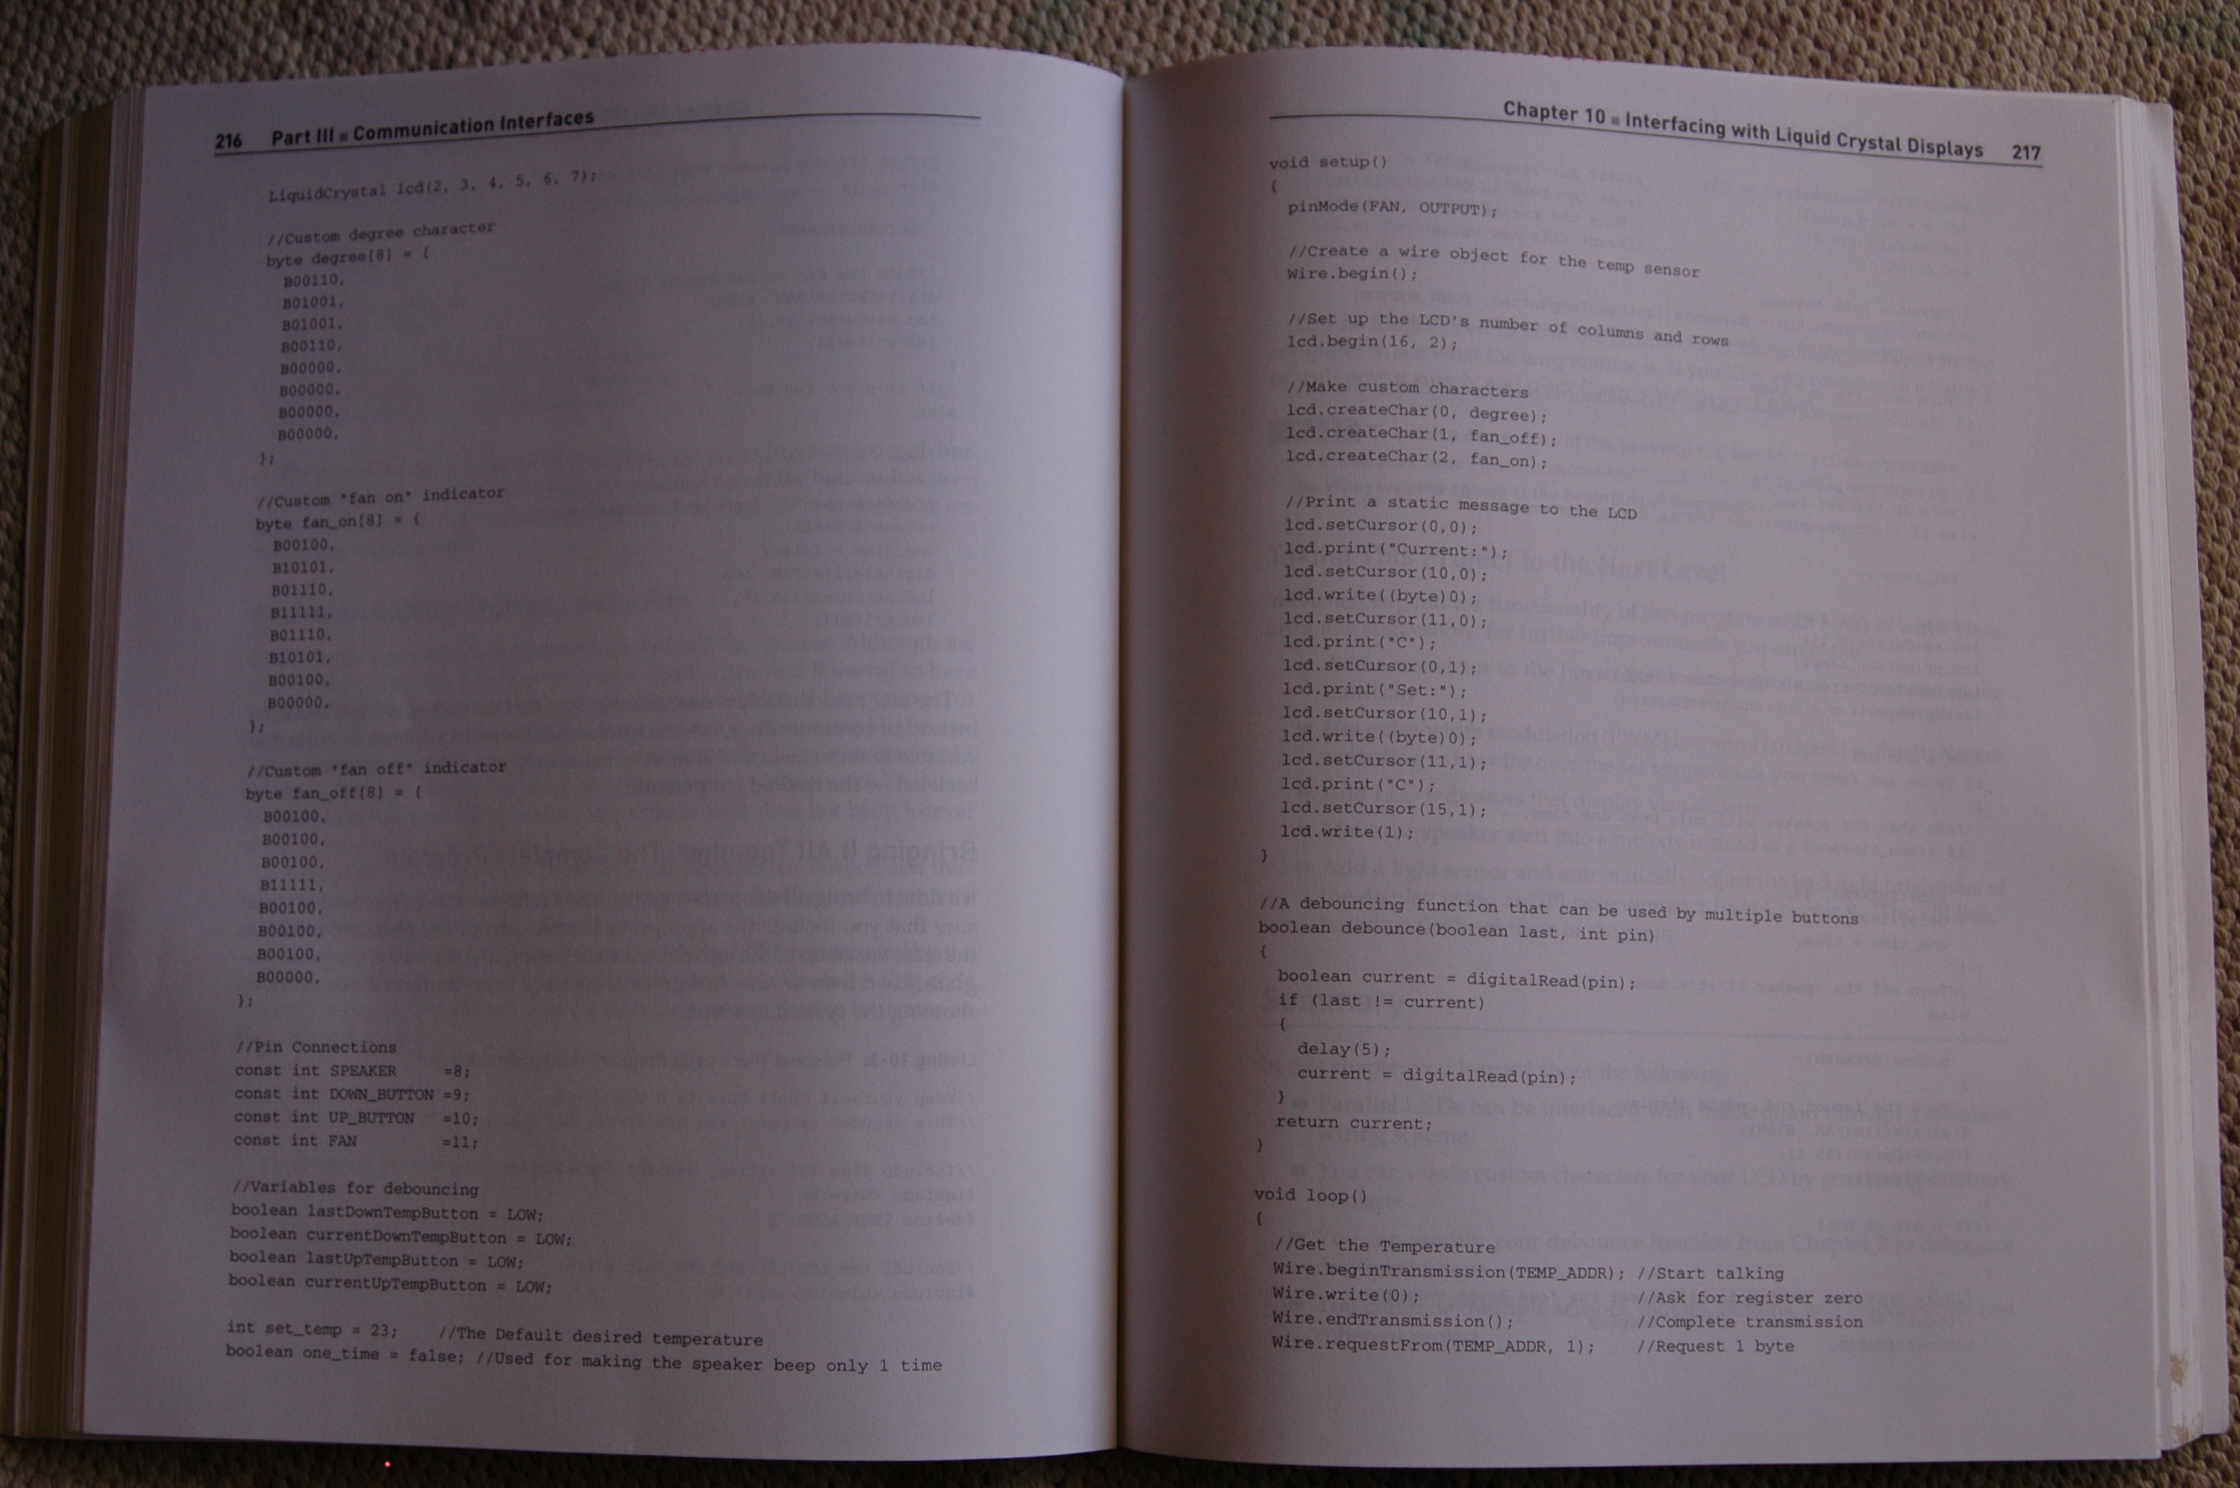 216 Part III ■ Communication Interfaces
LiquidCrystal lcd(2, 3, 4, 5, 6, 7);
//Custom degree character
byte degree[8] = {
B00110,
B01001,
B01001,
B00110,
B00000,
B00000,
B00000,
B00000,
};
//Custom "fan on" indicator
byte fan_on[8] = {
B00100,
B10101,
B01110,
B11111,
B01110,
B10101,
B00100,
B00000,
};
//Custom "fan off" indicator
byte fan_off[8] = {
B00100,
B00100,
B00100,
B11111,
B00100,
B00100,
B00100,
B00000,
};
//Pin Connections
const int SPEAKER =8;
const int DOWN_BUTTON =9;
const int UP_BUTTON =10;
const int FAN =11;
//Variables for debouncing
boolean lastDownTempButton = LOW;
boolean currentDownTempButton = LOW;
boolean lastUpTempButton = LOW;
boolean currentUpTempButton = LOW;
int set_temp = 23; //The Default desired temperature
boolean one_time = false; //Used for making the speaker beep only 1 time
Chapter 10 ■ Interfacing with Liquid Crystal Displays 217
void setup()
{
pinMode(FAN, OUTPUT);
//Create a wire object for the temp sensor
Wire.begin();
//Set up the LCD's number of columns and rows
lcd.begin(16, 2);
//Make custom characters
lcd.createChar(0, degree);
lcd.createChar(1, fan_off);
lcd.createChar(2, fan_on);
//Print a static message to the LCD
lcd.setCursor(0,0);
lcd.print("Current:");
lcd.setCursor(10,0);
lcd.write((byte)0);
lcd.setCursor(11,0);
lcd.print("C");
lcd.setCursor(0,1);
lcd.print("Set:");
lcd.setCursor(10,1);
lcd.write((byte)0);
lcd.setCursor(11,1);
lcd.print("C");
lcd.setCursor(15,1);
lcd.write(1);
}
//A debouncing function that can be used by multiple buttons
boolean debounce(boolean last, int pin)
{
boolean current = digitalRead(pin);
if (last != current)
{
delay(5);
current = digitalRead(pin);
}
return current;
}
void loop()
{
//Get the Temperature
Wire.beginTransmission(TEMP_ADDR); //Start talking
Wire.write(0); //Ask for register zero
Wire.endTransmission(); //Complete transmission
Wire.requestFrom(TEMP_ADDR, 1); //Request 1 byte